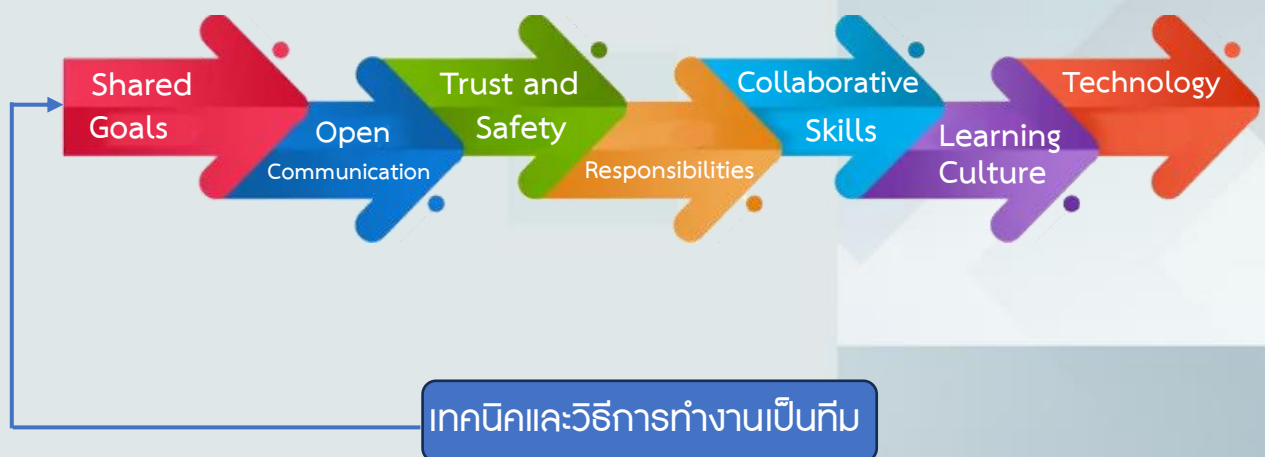 Shared
Goals
Open
Communication
Trust and
Safety
Responsibilities
Collaborative
Skills
Learning
Culture
Technology
เทคนิคและวิธีการทำงานเป็นทีม